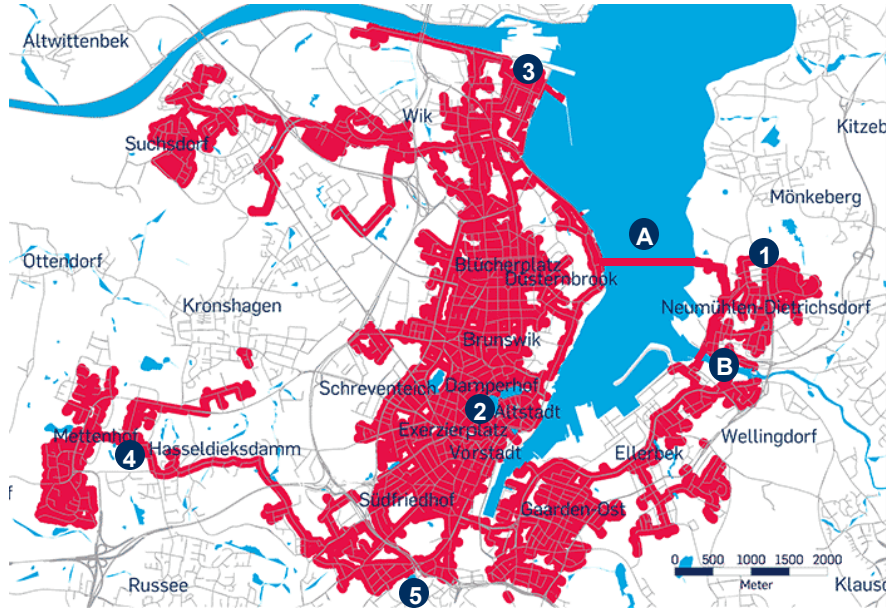 Altwittenbek
3
Wik
Kitzeb
Suchsdorf
Mönkeberg
A
1
Ottendorf
Blücherplatz
Düsternbrook
Kronshagen
Neumühlen-Dietrichsdorf
Brunswik
B
Schreventeich
Damperhof
2
Altstadt
Mettenhof
Exerzierplatz
Wellingdorf
4
Hasseldieksdamm
Vorstadt
Ellerbek
f
Südfriedhof
Gaarden-Ost
0 500 1000 1500 2000
Meter
Russee
5
Klausd